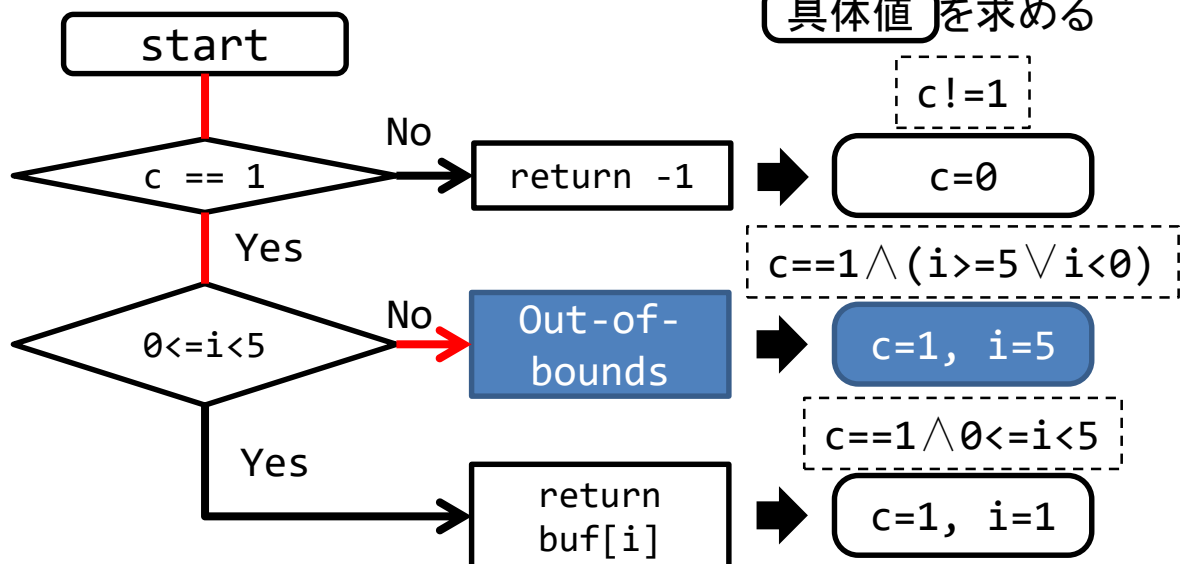 具体値 を求める
start
c!=1
No
c == 1
return -1
c=0
Yes
c==1∧(i>=5∨i<0)
No
0<=i<5
Out-of-
bounds
c=1, i=5
c==1∧0<=i<5
Yes
return
buf[i]
c=1, i=1